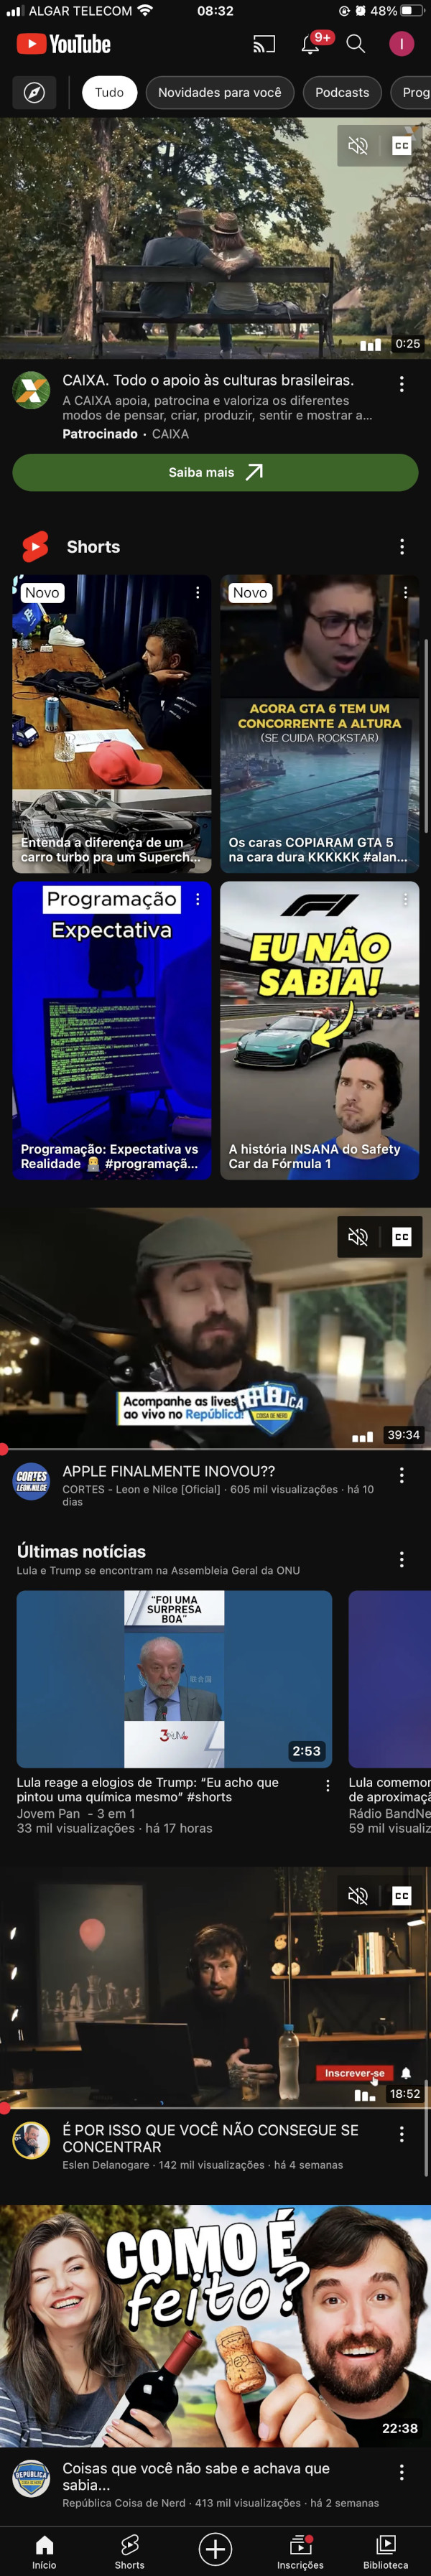 ALGAR TELECOM
08:32
48%
YouTube
9+
I
Tudo
Novidades para você
Podcasts
Prog
CC
0:25
CAIXA. Todo o apoio às culturas brasileiras.
A CAIXA apoia, patrocina e valoriza os diferentes
modos de pensar, criar, produzir, sentir e mostrar a...
Patrocinado · CAIXA
Saiba mais
Shorts
Novo
Entenda a diferença de um
carro turbo pra um Superch...
Novo
AGORA GTA 6 TEM UM
CONCORRENTE A ALTURA
(SE CUIDA ROCKSTAR)
Os caras COPIARAM GTA 5
na cara dura KKKKKK #alan...
Programação
Expectativa
Programação: Expectativa vs
Realidade 👨‍💻 #programaçã...
F1
EU NÃO
SABIA!
A história INSANA do Safety
Car da Fórmula 1
CC
Acompanhe as lives
ao vivo no República!
REPÚBLICA
COISA DE NERD
39:34
CORTES
LEON-NILCE
APPLE FINALMENTE INOVOU??
CORTES - Leon e Nilce [Oficial] · 605 mil visualizações · há 10
dias
Últimas notícias
Lula e Trump se encontram na Assembleia Geral da ONU
"FOI UMA
SURPRESA
BOA"
3 EM 1
2:53
Lula reage a elogios de Trump: “Eu acho que
pintou uma química mesmo” #shorts
Jovem Pan - 3 em 1
33 mil visualizações · há 17 horas
Lula comemor
de aproximaçã
Rádio BandNe
59 mil visualiz
CC
Inscrever-se
18:52
É POR ISSO QUE VOCÊ NÃO CONSEGUE SE
CONCENTRAR
Eslen Delanogare · 142 mil visualizações · há 4 semanas
COMO É
feito?
22:38
REPÚBLICA
Coisas que você não sabe e achava que
sabia...
República Coisa de Nerd · 413 mil visualizações · há 2 semanas
Início
Shorts
Inscrições
Biblioteca